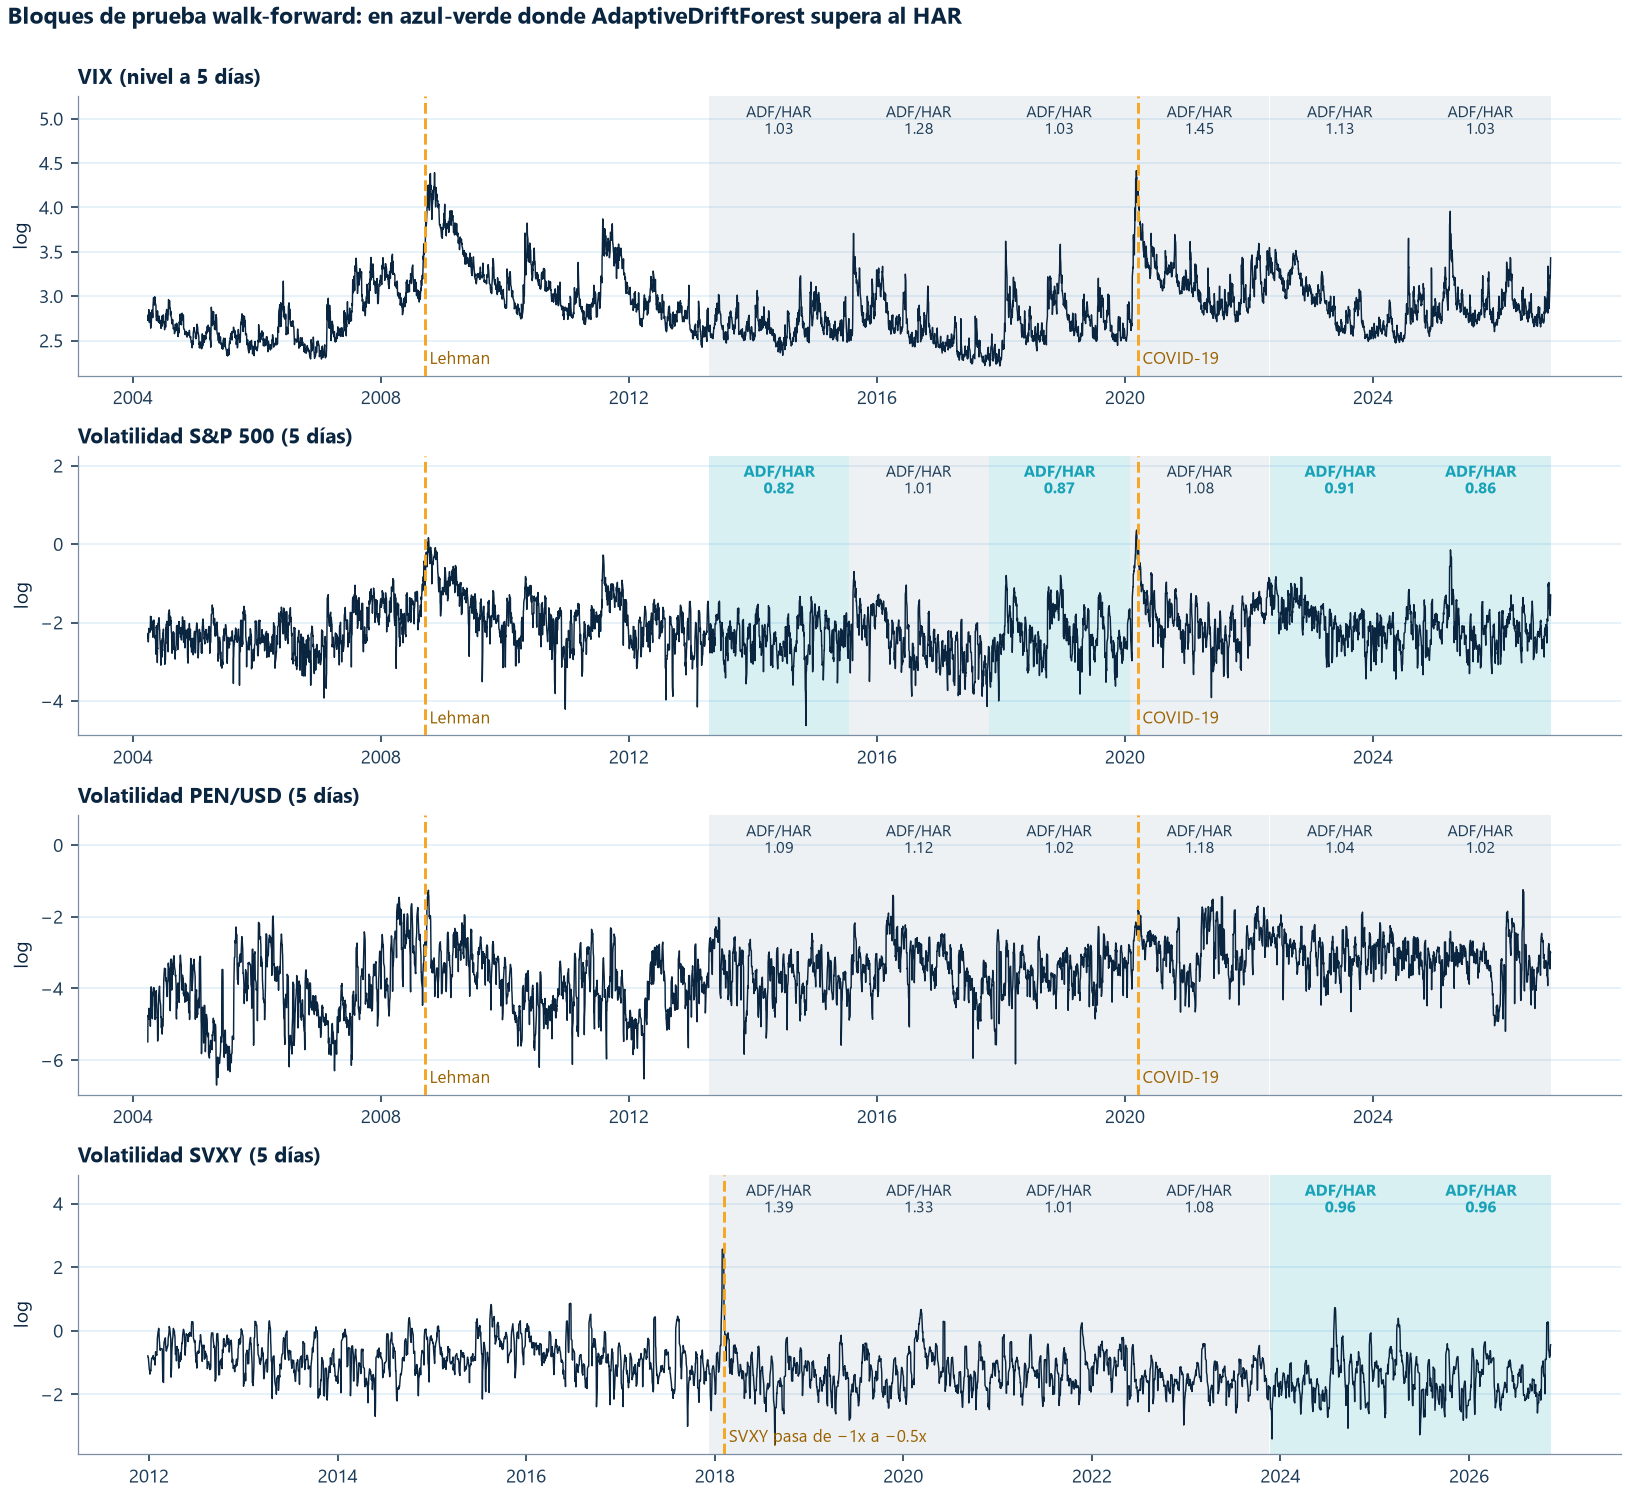 Bloques de prueba walk-forward: en azul-verde donde AdaptiveDriftForest supera al HAR
VIX (nivel a 5 días)
ADF/HAR ADF/HAR ADF/HAR ADF/HAR ADF/HAR ADF/HAR
1.03 1.28 1.03 1.45 1.13 1.03
5.0
4.5
4.0
3.5
3.0
2.5
log
Lehman COVID-19
2004 2008 2012 2016 2020 2024
Volatilidad S&P 500 (5 días)
ADF/HAR ADF/HAR ADF/HAR ADF/HAR ADF/HAR ADF/HAR
0.82 1.01 0.87 1.08 0.91 0.86
2
0
−2
−4
log
Lehman COVID-19
2004 2008 2012 2016 2020 2024
Volatilidad PEN/USD (5 días)
ADF/HAR ADF/HAR ADF/HAR ADF/HAR ADF/HAR ADF/HAR
1.09 1.12 1.02 1.18 1.04 1.02
0
−2
−4
−6
log
Lehman COVID-19
2004 2008 2012 2016 2020 2024
Volatilidad SVXY (5 días)
ADF/HAR ADF/HAR ADF/HAR ADF/HAR ADF/HAR ADF/HAR
1.39 1.33 1.01 1.08 0.96 0.96
4
2
0
−2
log
SVXY pasa de −1x a −0.5x
2012 2014 2016 2018 2020 2022 2024 2026